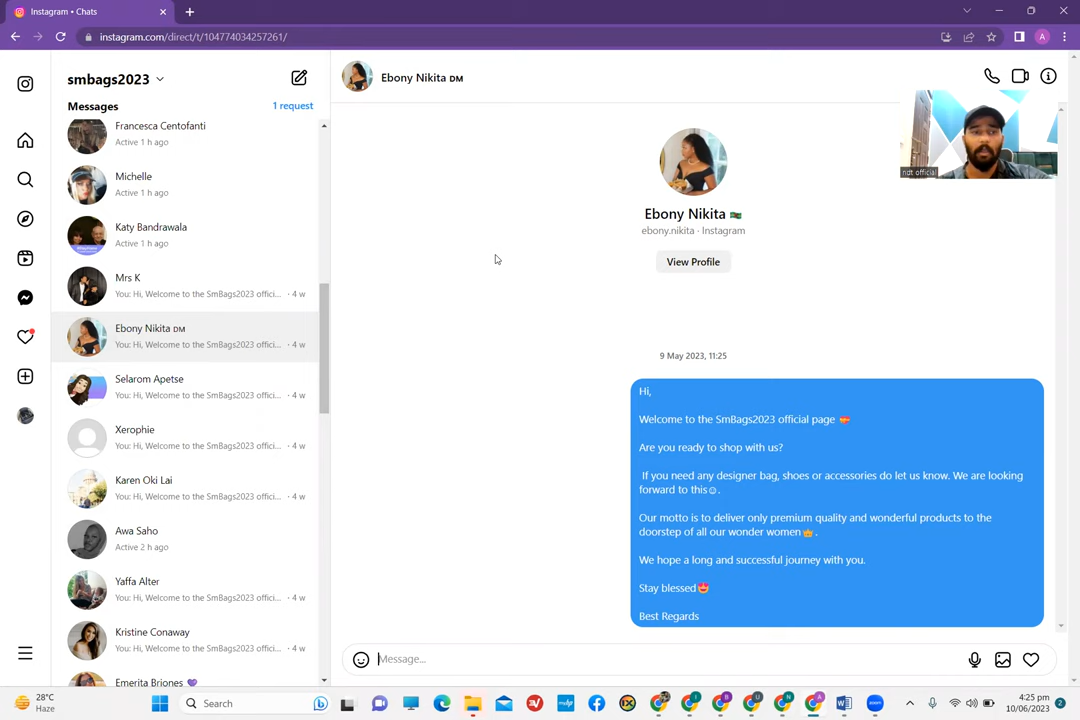 Instagram • Chats
instagram.com/direct/t/104774034257261/
A
smbags2023
Messages
1 request
Francesca Centofanti
Active 1 h ago
Michelle
Active 1 h ago
Katy Bandrawala
Active 1 h ago
Mrs K
You: Hi, Welcome to the SmBags2023 offici... · 4 w
Ebony Nikita DM
You: Hi, Welcome to the SmBags2023 offici... · 4 w
Selarom Apetse
You: Hi, Welcome to the SmBags2023 offici... · 4 w
Xerophie
You: Hi, Welcome to the SmBags2023 offici... · 4 w
Karen Oki Lai
You: Hi, Welcome to the SmBags2023 offici... · 4 w
Awa Saho
Active 2 h ago
Yaffa Alter
You: Hi, Welcome to the SmBags2023 offici... · 4 w
Kristine Conaway
You: Hi, Welcome to the SmBags2023 offici... · 4 w
Emerita Briones 💜
Ebony Nikita DM
ndt official
Ebony Nikita 🇩🇲
ebony.nikita · Instagram
View Profile
9 May 2023, 11:25
Hi,
Welcome to the SmBags2023 official page 💝
Are you ready to shop with us?
If you need any designer bag, shoes or accessories do let us know. We are looking
forward to this☺.
Our motto is to deliver only premium quality and wonderful products to the
doorstep of all our wonder women👑.
We hope a long and successful journey with you.
Stay blessed😍
Best Regards
Message...
28°C
Haze
Search
4:25 pm
10/06/2023